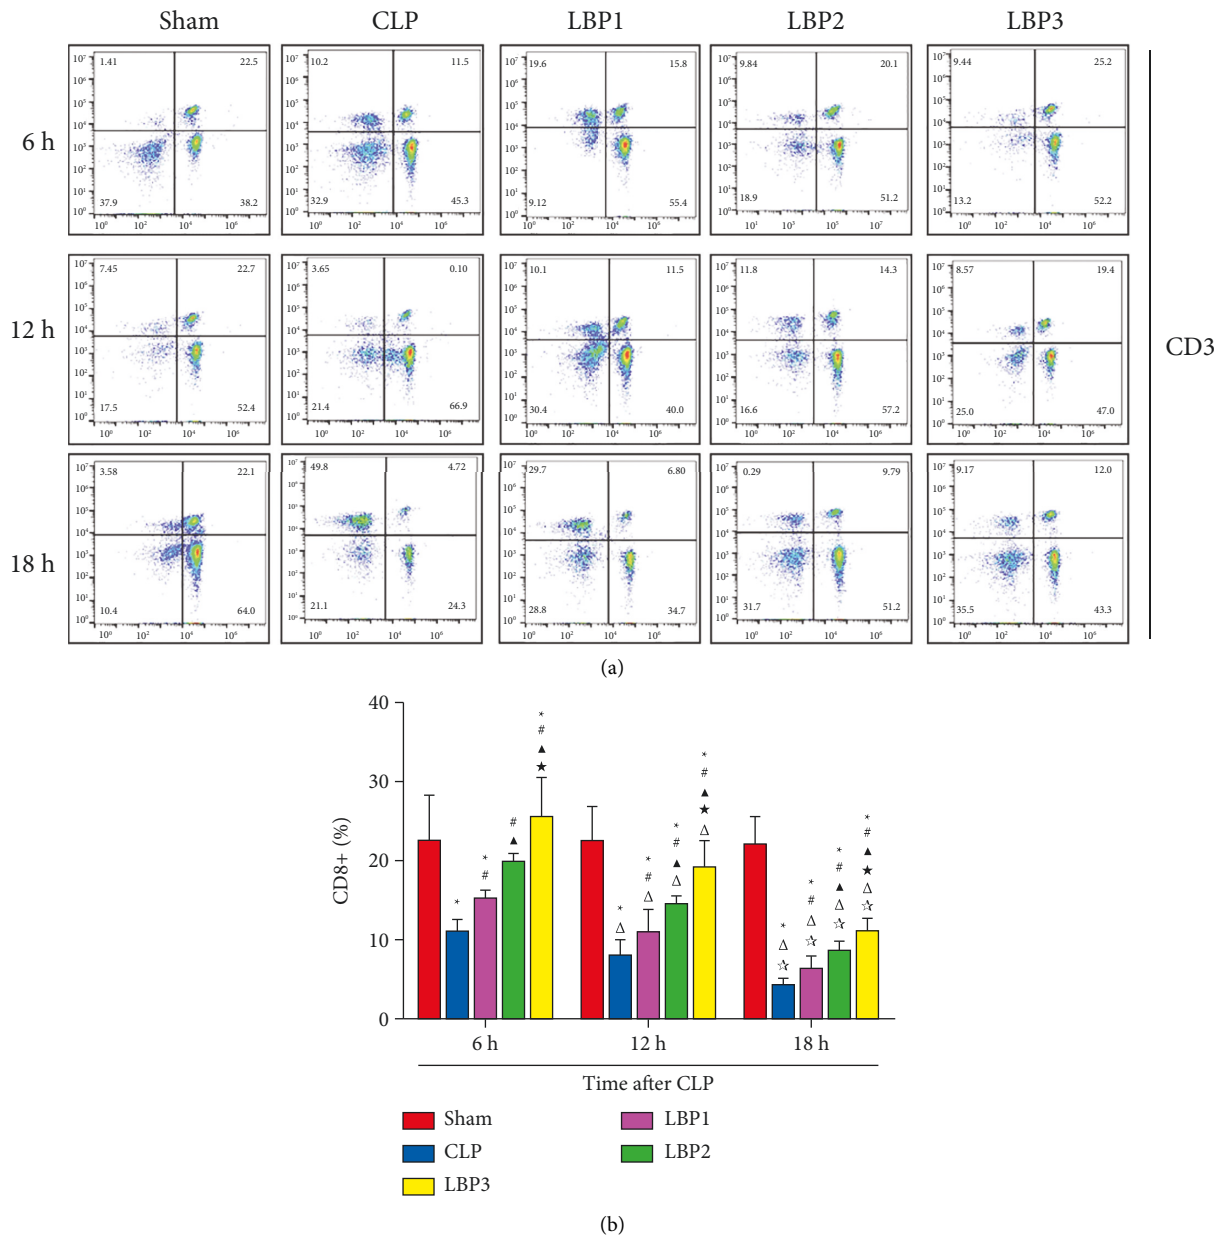 Sham CLP LBP1 LBP2 LBP3
6 h
1.41 22.5 37.9 38.2
10.2 11.5 32.9 45.3
19.6 15.8 9.12 55.4
9.84 20.1 18.9 51.2
9.44 25.2 13.2 52.2
12 h
7.45 22.7 17.5 52.4
3.65 0.10 21.4 66.9
10.1 11.5 30.4 40.0
11.8 14.3 16.6 57.2
8.57 19.4 25.0 47.0
CD3
18 h
3.58 22.1 10.4 64.0
49.8 4.72 21.1 24.3
29.7 6.80 28.8 34.7
0.29 9.79 31.7 51.2
9.17 12.0 35.5 43.3
(a)
CD8+ (%)
40
30
20
10
0
6 h 12 h 18 h
Time after CLP
Sham LBP1
CLP LBP2
LBP3
(b)